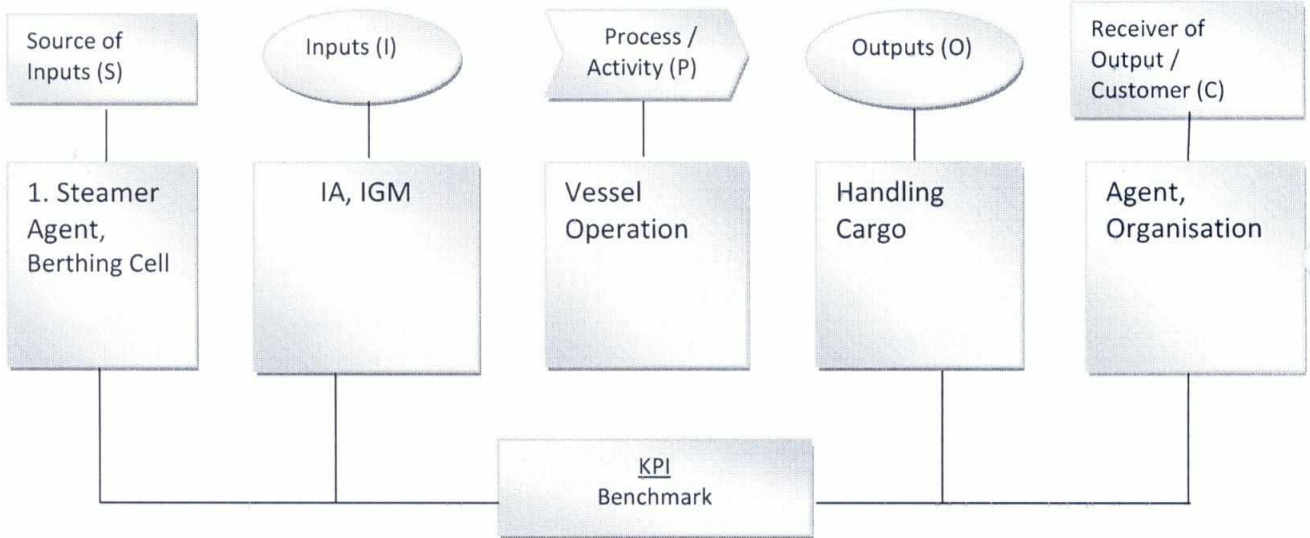 Source of
Inputs (S)
Inputs (I)
Process /
Activity (P)
Outputs (O)
Receiver of
Output /
Customer (C)
1. Steamer
Agent,
Berthing Cell
IA, IGM
Vessel
Operation
Handling
Cargo
Agent,
Organisation
KPI
Benchmark